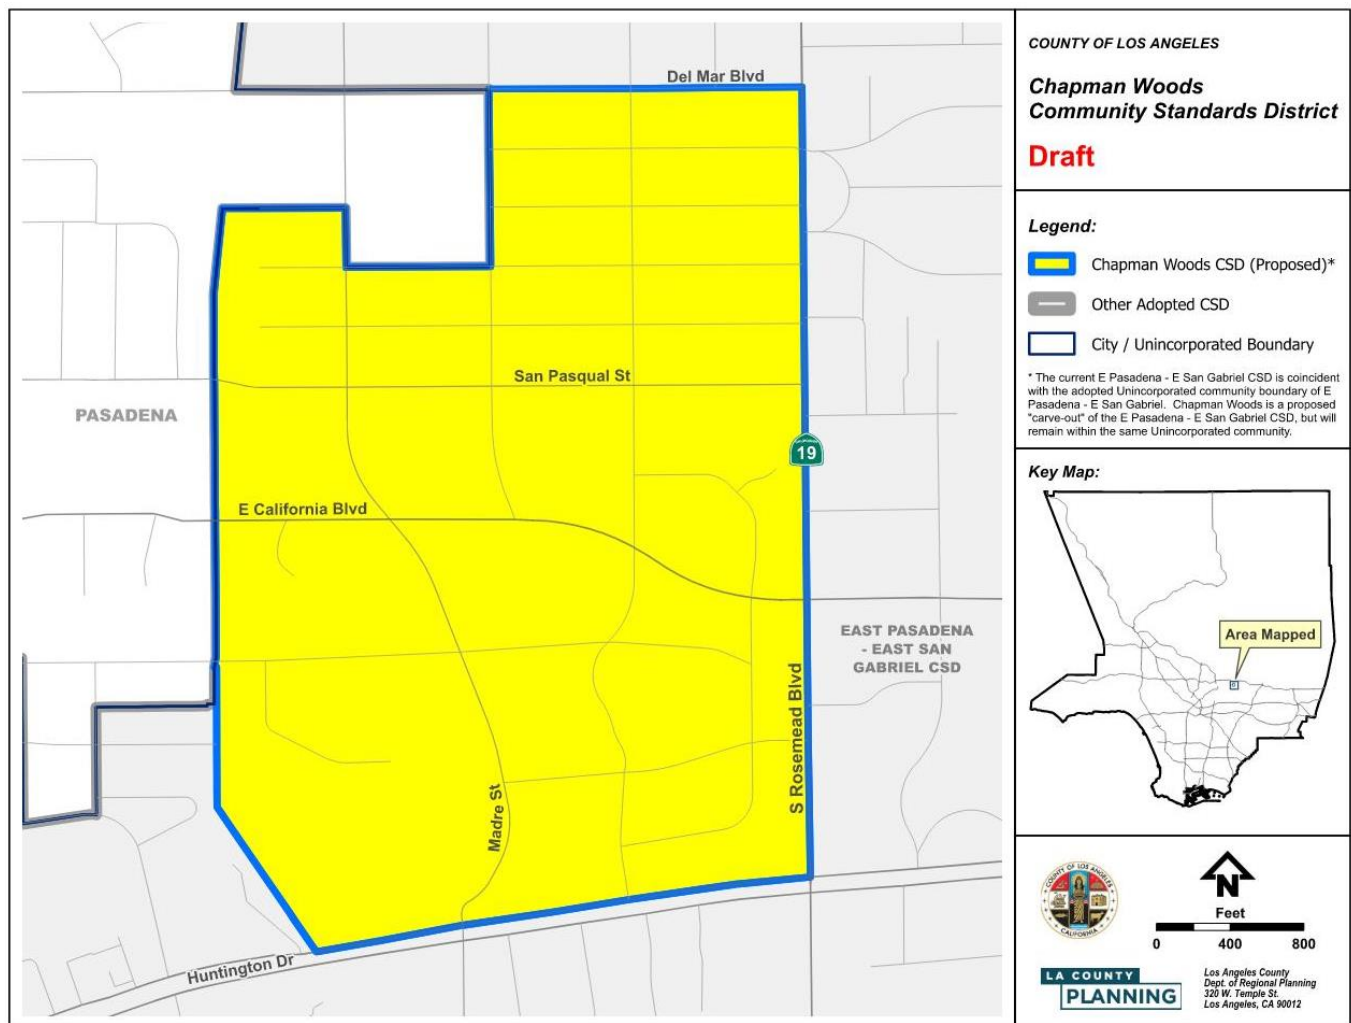 Del Mar Blvd
San Pasqual St
PASADENA
19
E California Blvd
EAST PASADENA
- EAST SAN
GABRIEL CSD
S Rosemead Blvd
Madre St
Huntington Dr
COUNTY OF LOS ANGELES
Chapman Woods
Community Standards District
Draft
Legend:
Chapman Woods CSD (Proposed)*
Other Adopted CSD
City / Unincorporated Boundary
* The current E Pasadena - E San Gabriel CSD is coincident
with the adopted Unincorporated community boundary of E
Pasadena - E San Gabriel. Chapman Woods is a proposed
"carve-out" of the E Pasadena - E San Gabriel CSD, but will
remain within the same Unincorporated community.
Key Map:
Area Mapped
COUNTY OF LOS ANGELES
CALIFORNIA
N
Feet
0 400 800
LA COUNTY
PLANNING
Los Angeles County
Dept. of Regional Planning
320 W. Temple St.
Los Angeles, CA 90012